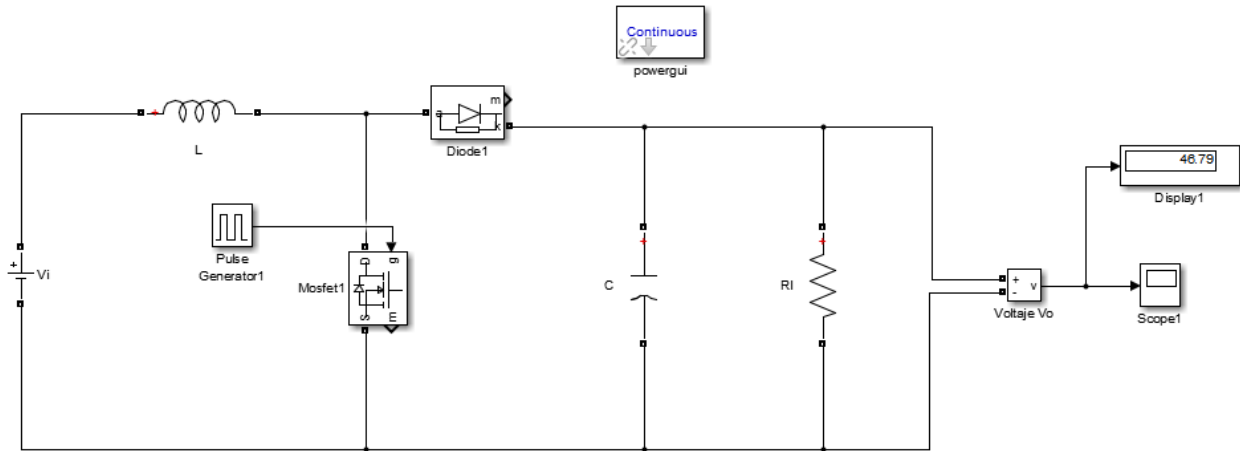 Continuous
powergui
L
a
m
k
Diode1
46.79
Display1
Pulse
Generator1
Vi
Mosfet1
D
g
S
m
C
Rl
+
-
v
Voltaje Vo
Scope1